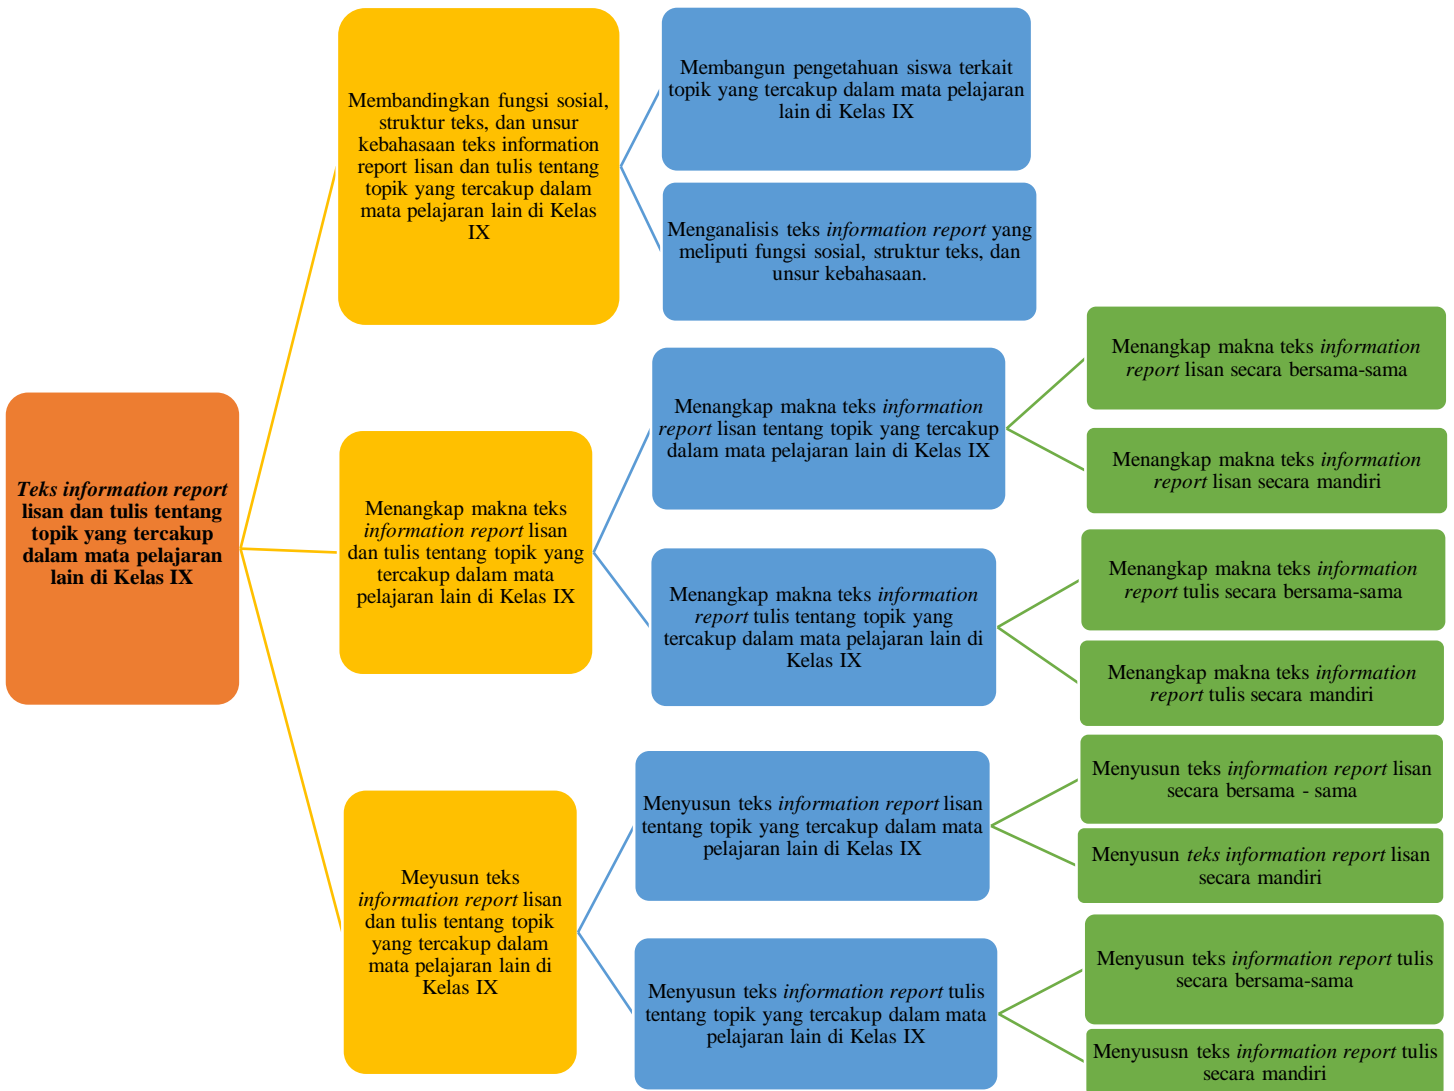 Teks information report
lisan dan tulis tentang
topik yang tercakup
dalam mata pelajaran
lain di Kelas IX
Membandingkan fungsi sosial,
struktur teks, dan unsur
kebahasaan teks information
report lisan dan tulis tentang
topik yang tercakup dalam
mata pelajaran lain di Kelas
IX
Membangun pengetahuan siswa terkait
topik yang tercakup dalam mata pelajaran
lain di Kelas IX
Menganalisis teks information report yang
meliputi fungsi sosial, struktur teks, dan
unsur kebahasaan.
Menangkap makna teks
information report lisan
dan tulis tentang topik yang
tercakup dalam mata
pelajaran lain di Kelas IX
Menangkap makna teks information
report lisan tentang topik yang tercakup
dalam mata pelajaran lain di Kelas IX
Menangkap makna teks information
report lisan secara bersama-sama
Menangkap makna teks information
report lisan secara mandiri
Menangkap makna teks information
report tulis tentang topik yang
tercakup dalam mata pelajaran lain di
Kelas IX
Menangkap makna teks information
report tulis secara bersama-sama
Menangkap makna teks information
report tulis secara mandiri
Meyusun teks
information report lisan
dan tulis tentang topik
yang tercakup dalam
mata pelajaran lain di
Kelas IX
Menyusun teks information report lisan
tentang topik yang tercakup dalam mata
pelajaran lain di Kelas IX
Menyusun teks information report lisan
secara bersama - sama
Menyusun teks information report lisan
secara mandiri
Menyusun teks information report tulis
tentang topik yang tercakup dalam mata
pelajaran lain di Kelas IX
Menyusun teks information report tulis
secara bersama-sama
Menyususn teks information report tulis
secara mandiri